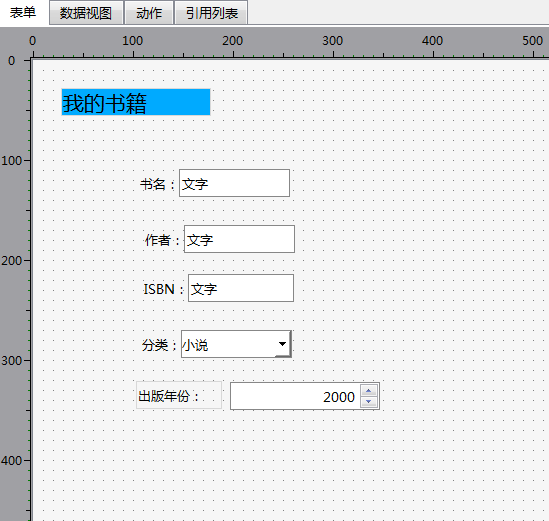 表单 数据视图 动作 引用列表
0 100 200 300 400 500
0
我的书籍
100
书名： 文字
作者： 文字
200
ISBN： 文字
分类： 小说
300
出版年份： 2000
400